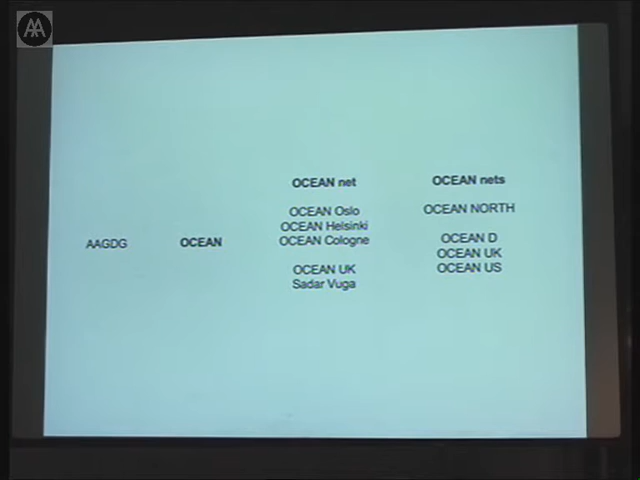 AA
AAGDG
OCEAN
OCEAN net
OCEAN Oslo
OCEAN Helsinki
OCEAN Cologne
OCEAN UK
Sadar Vuga
OCEAN nets
OCEAN NORTH
OCEAN D
OCEAN UK
OCEAN US